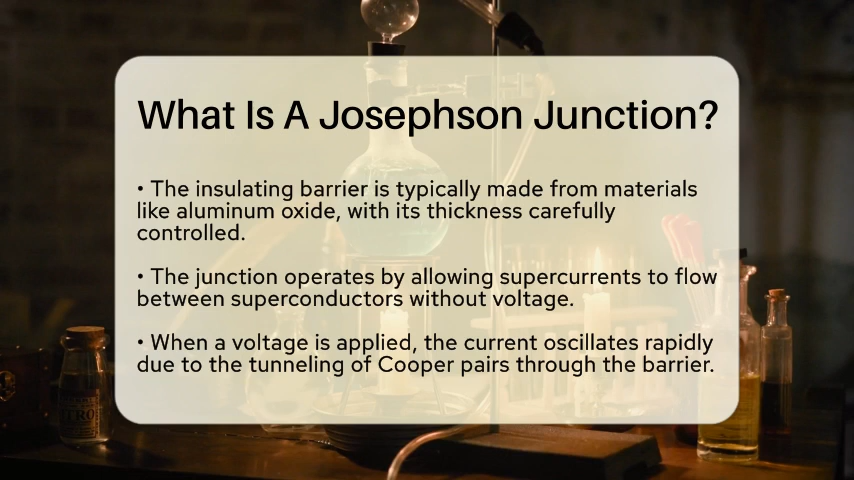 What Is A Josephson Junction?
• The insulating barrier is typically made from materials
like aluminum oxide, with its thickness carefully
controlled.
• The junction operates by allowing supercurrents to flow
between superconductors without voltage.
• When a voltage is applied, the current oscillates rapidly
due to the tunneling of Cooper pairs through the barrier.